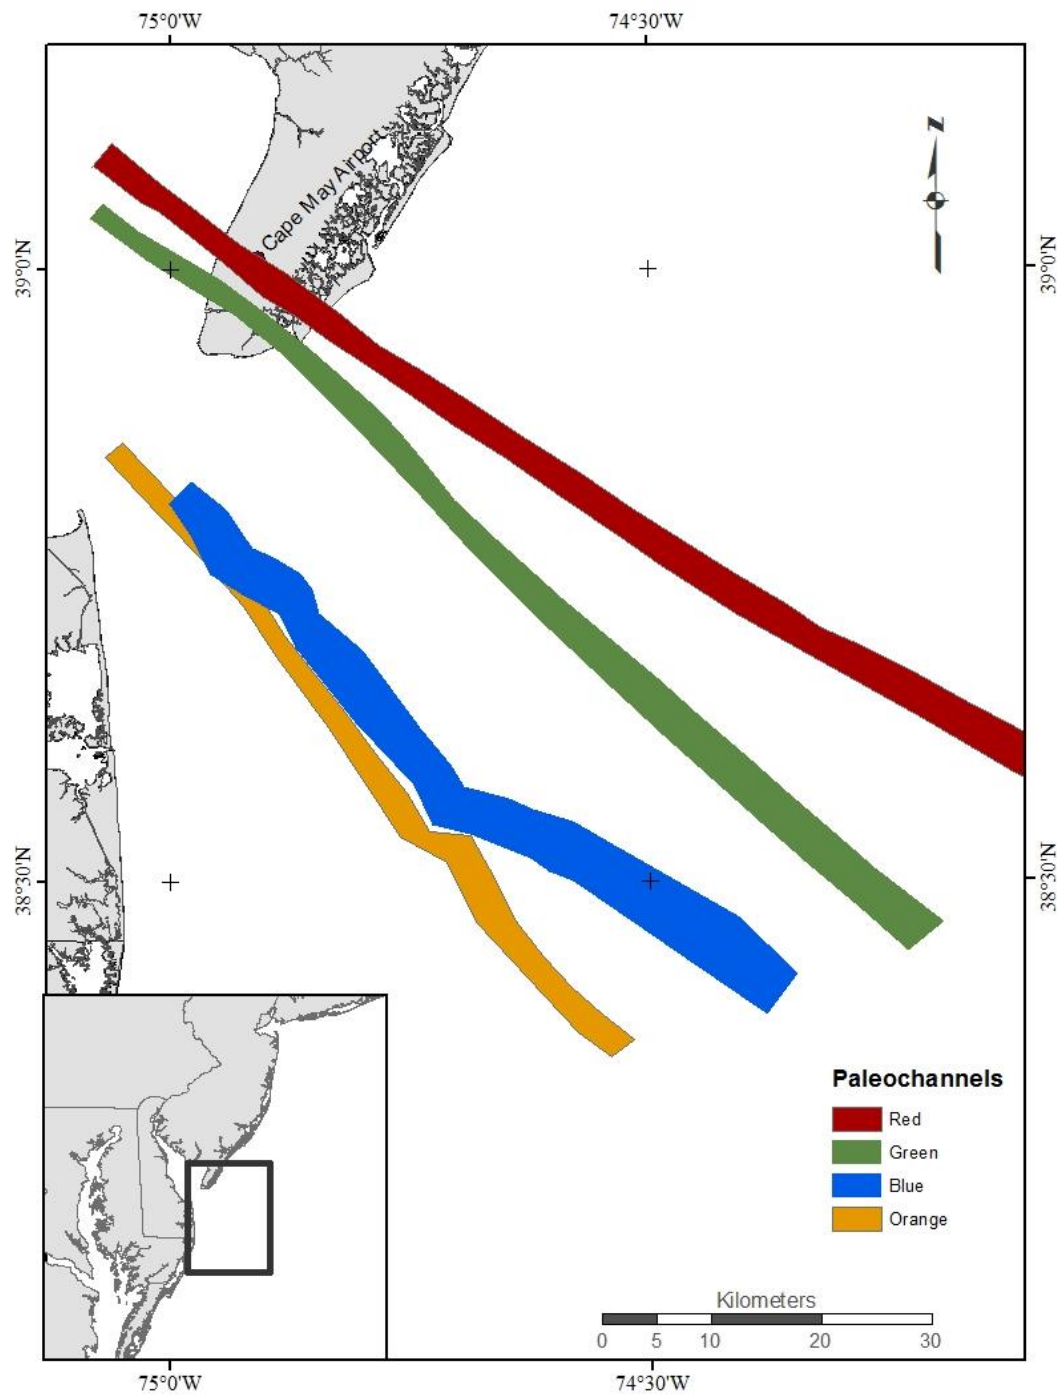 75°0'W 74°30'W
Cape May Airport
N
39°0'N 39°0'N
38°30'N 38°30'N
Paleochannels
Red
Green
Blue
Orange
Kilometers
0 5 10 20 30
75°0'W 74°30'W